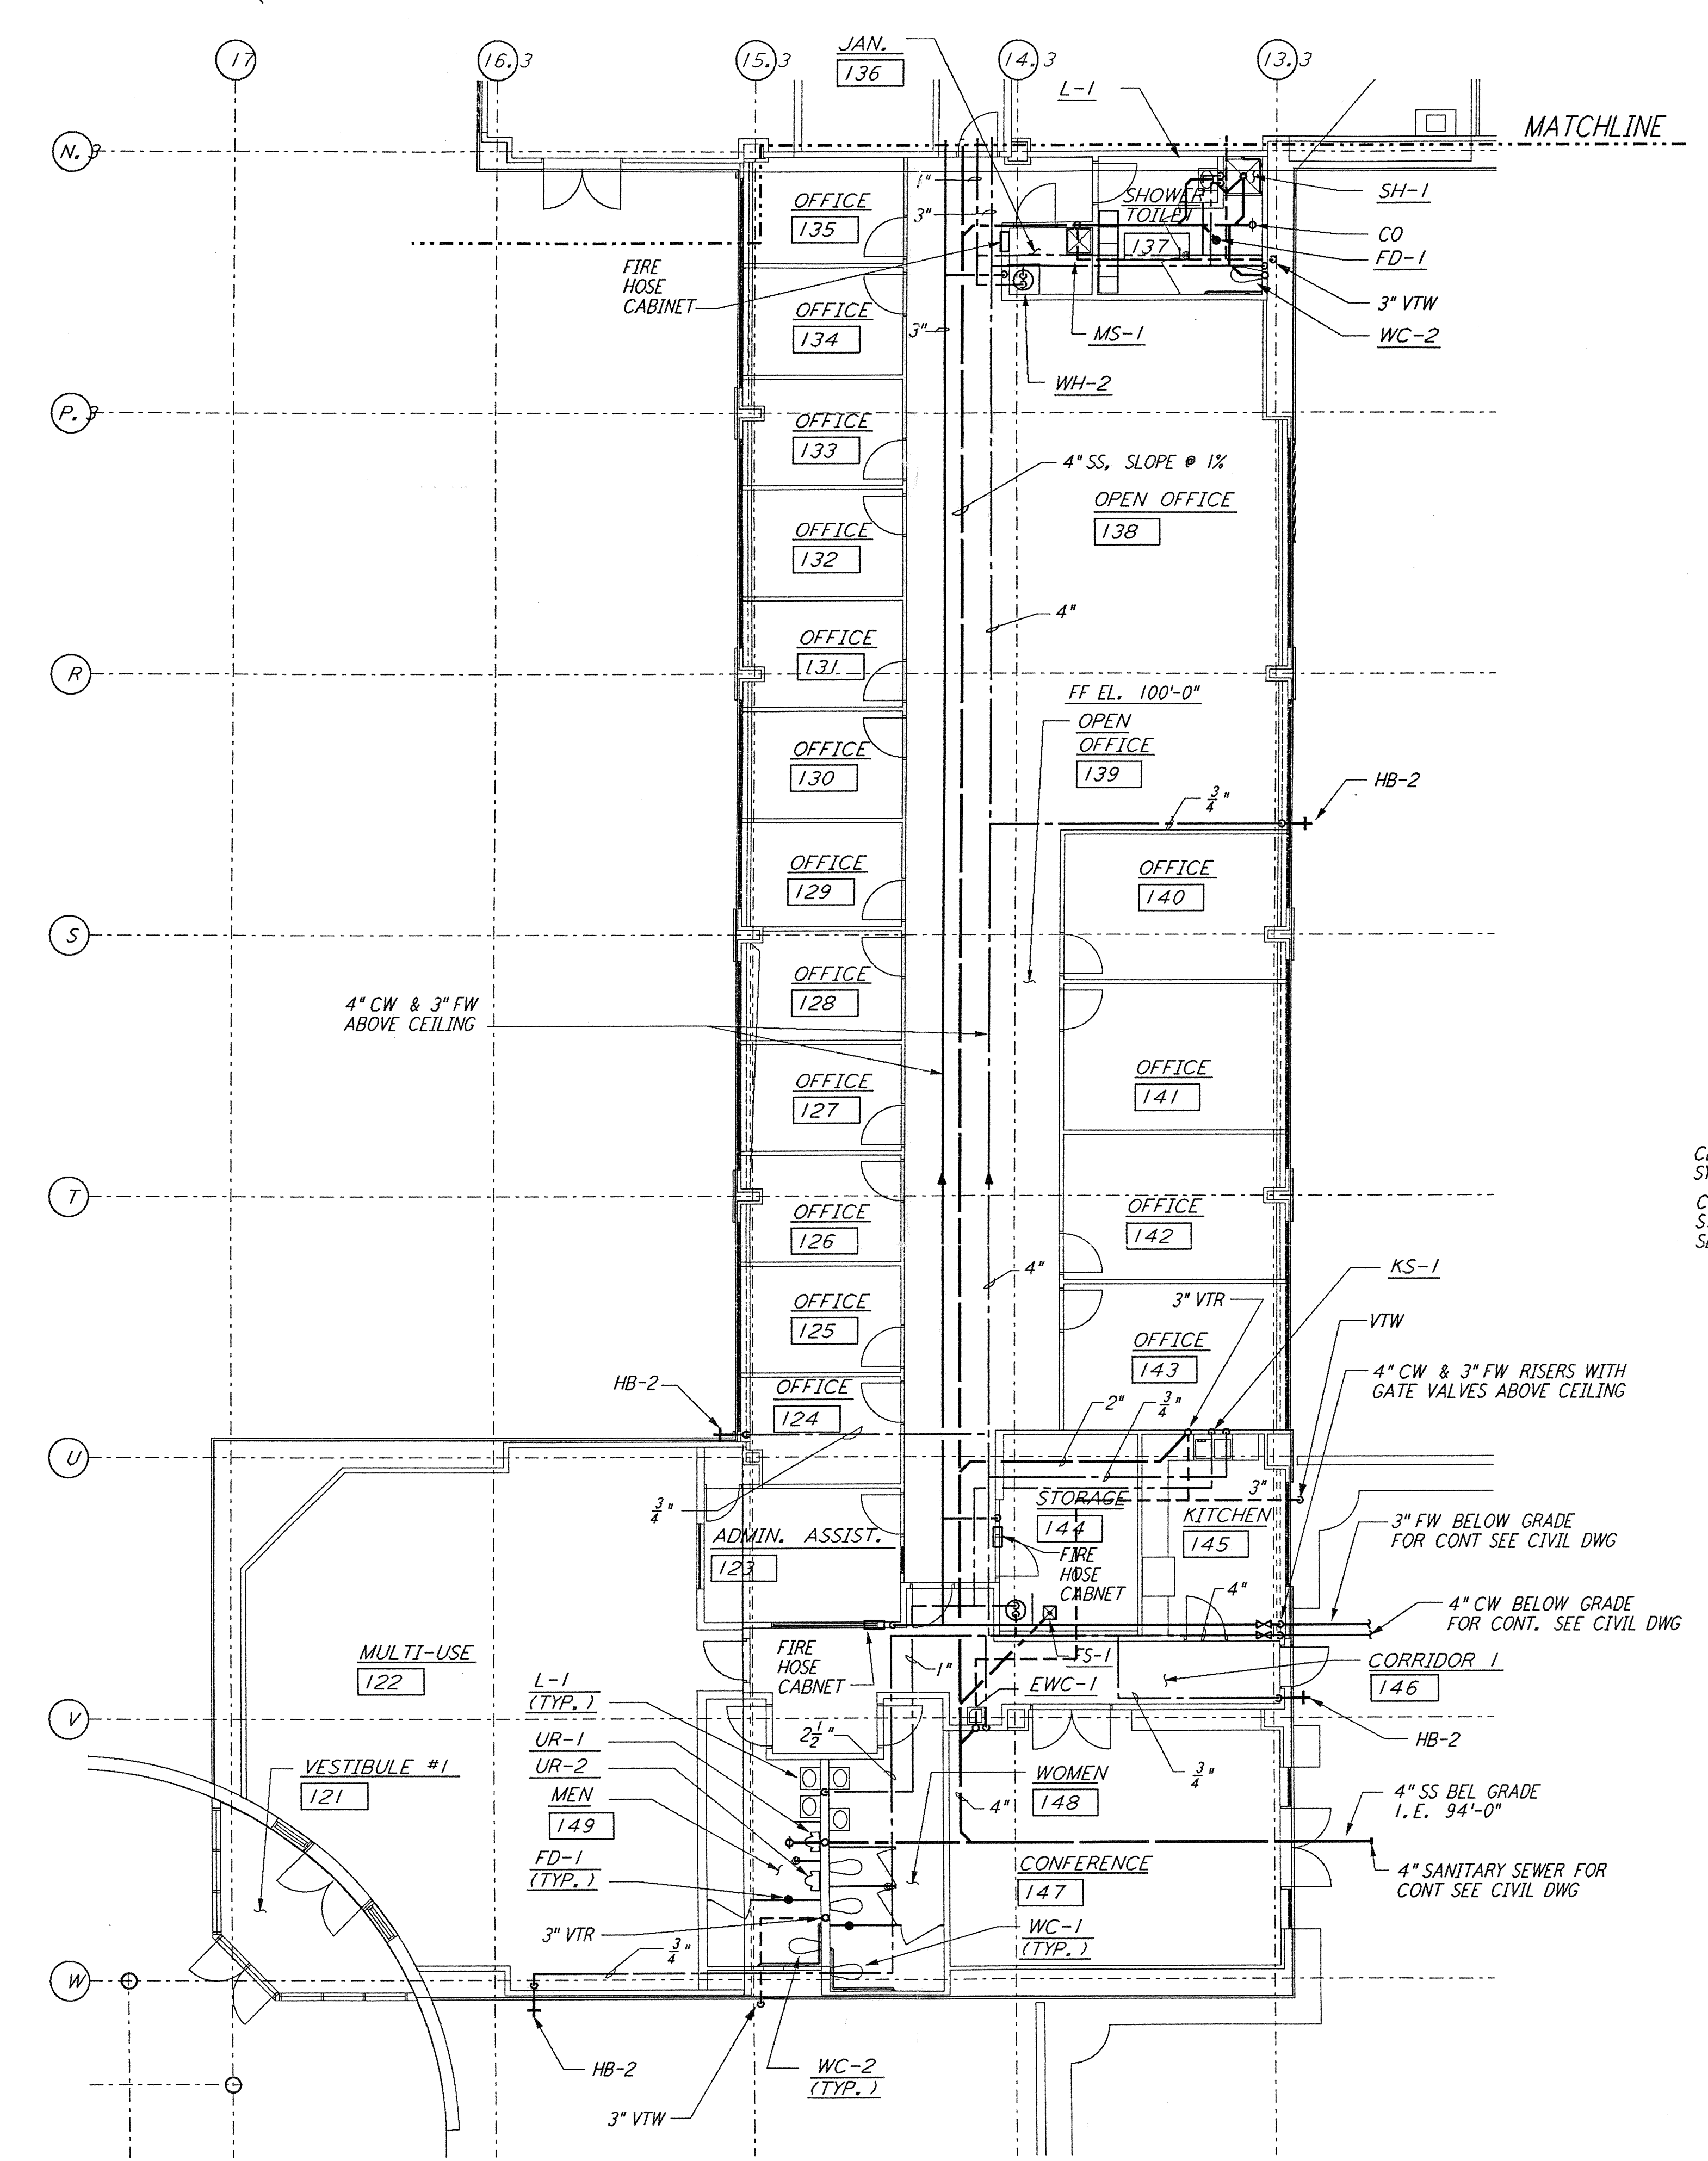 17
16.3
15.3
14.3
13.3
JAN.
136
L-1
MATCHLINE
N.3
SH-1
1"
SHOWER
TOILET
137
OFFICE
135
3"
CO
FD-1
FIRE
HOSE
CABINET
3" VTW
OFFICE
134
3"
MS-1
WC-2
WH-2
P.3
OFFICE
133
4" SS, SLOPE @ 1%
OPEN OFFICE
138
OFFICE
132
4"
OFFICE
131
R
FF EL. 100'-0"
OPEN
OFFICE
139
OFFICE
130
HB-2
3/4"
OFFICE
129
OFFICE
140
S
OFFICE
128
4" CW & 3" FW
ABOVE CEILING
OFFICE
127
OFFICE
141
T
OFFICE
126
OFFICE
142
4"
KS-1
3" VTR
OFFICE
125
VTW
OFFICE
143
4" CW & 3" FW RISERS WITH
GATE VALVES ABOVE CEILING
HB-2
OFFICE
124
2"
3/4"
U
3"
3/4"
STORAGE
144
KITCHEN
145
3" FW BELOW GRADE
FOR CONT SEE CIVIL DWG
ADMIN. ASSIST.
123
FIRE
HOSE
CABNET
4"
4" CW BELOW GRADE
FOR CONT. SEE CIVIL DWG
MULTI-USE
122
FIRE
HOSE
CABNET
1"
FS-1
EWC-1
CORRIDOR 1
146
L-1
(TYP.)
V
2 1/2"
HB-2
UR-1
UR-2
VESTIBULE #1
121
MEN
149
WOMEN
148
3/4"
4"
4" SS BEL GRADE
I.E. 94'-0"
FD-1
(TYP.)
CONFERENCE
147
4" SANITARY SEWER FOR
CONT SEE CIVIL DWG
3" VTR
3/4"
WC-1
(TYP.)
W
HB-2
WC-2
(TYP.)
3" VTW